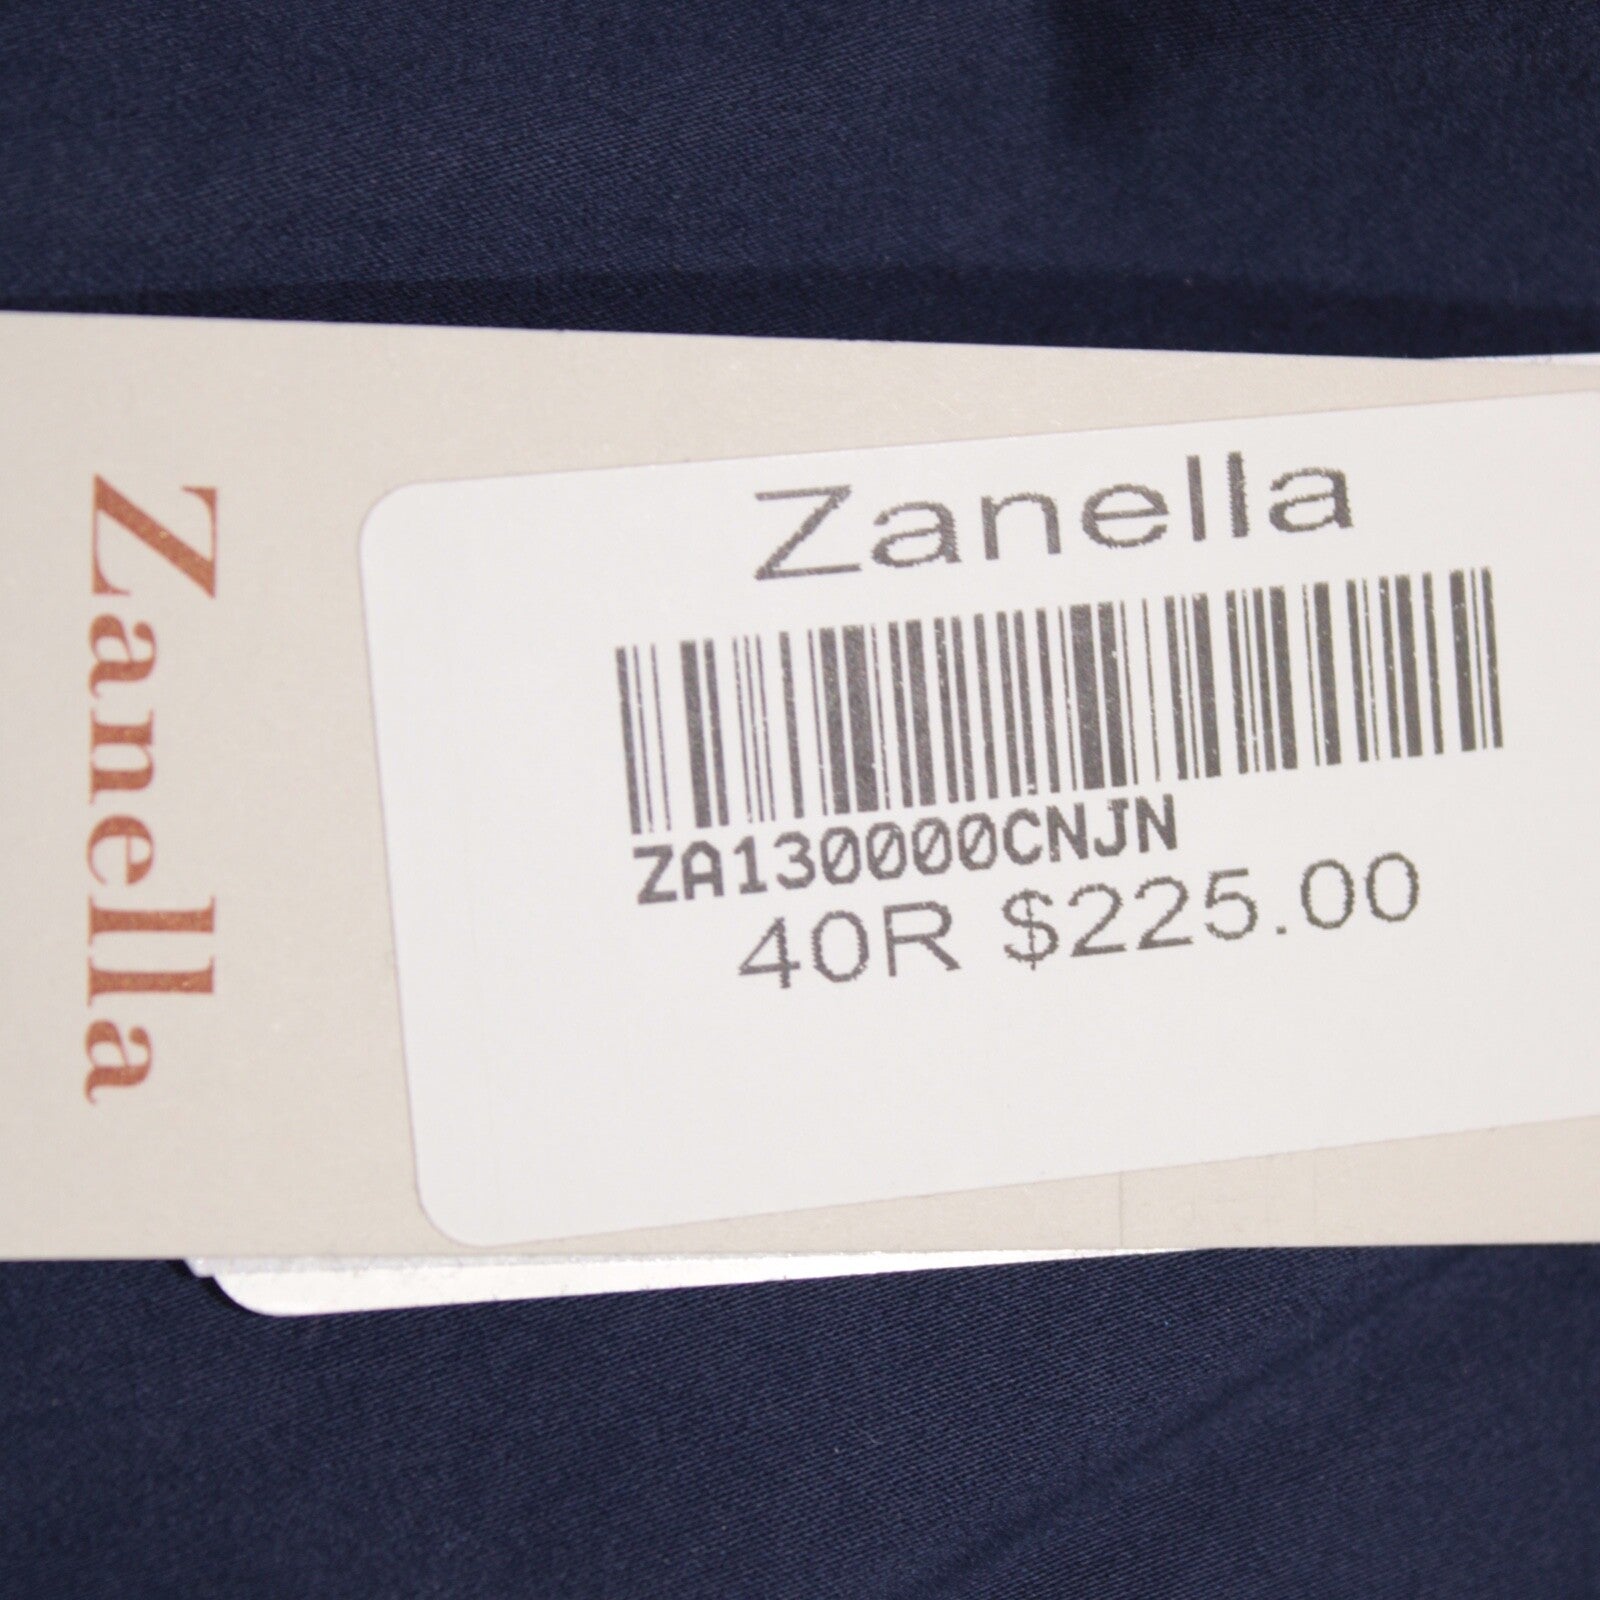 Zanella
Zanella
ZA130000CNJN
40R $225.00